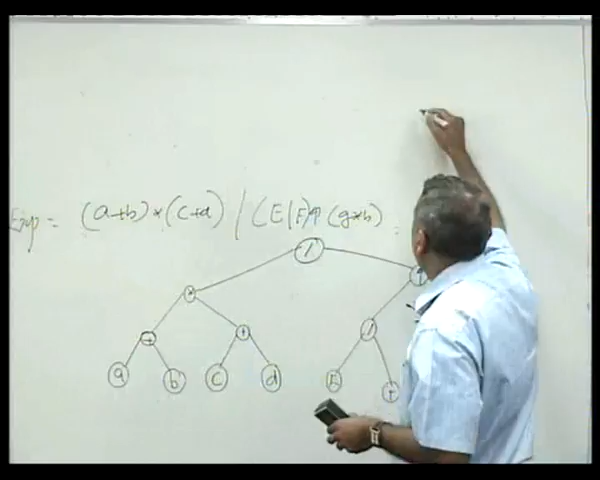 Exp = (a+b) * (c+d) / (E/F)↑(g*b)
/
* ↑
+ + /
a b c d E F